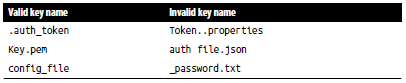 Valid key name Invalid key name
.auth_token Token..properties
Key.pem auth file.json
config_file _password.txt